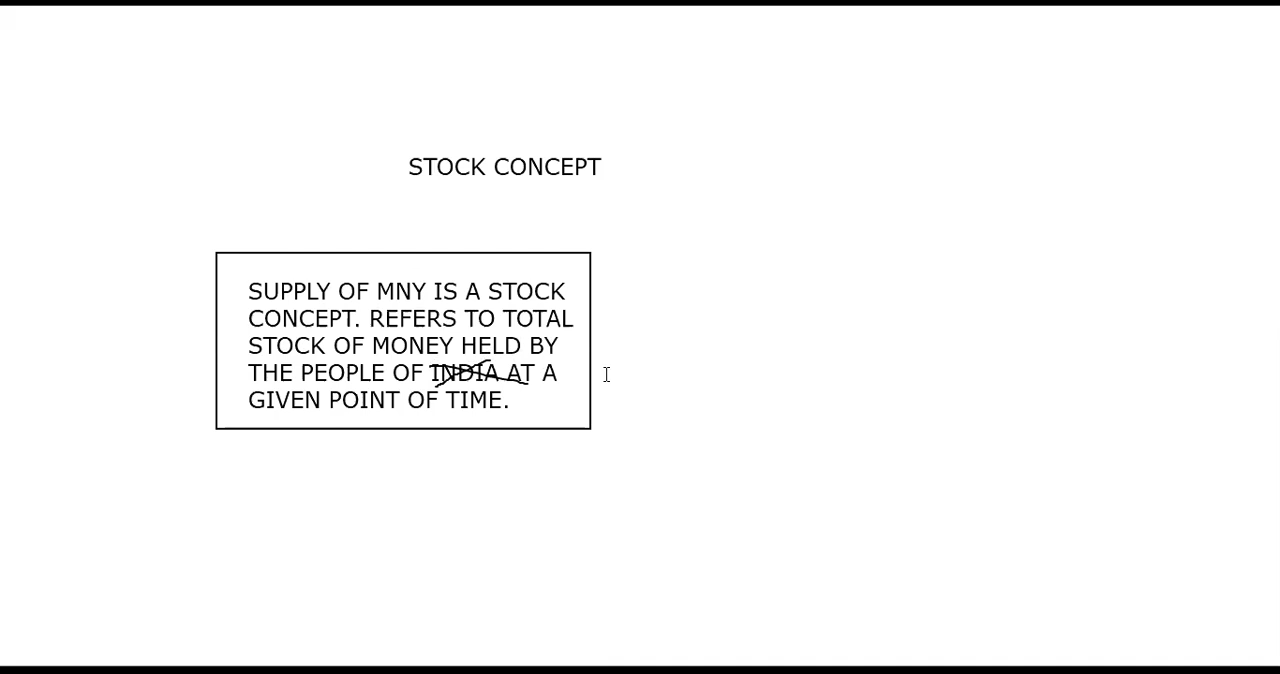 STOCK CONCEPT
SUPPLY OF MNY IS A STOCK
CONCEPT. REFERS TO TOTAL
STOCK OF MONEY HELD BY
THE PEOPLE OF INDIA AT A
GIVEN POINT OF TIME.